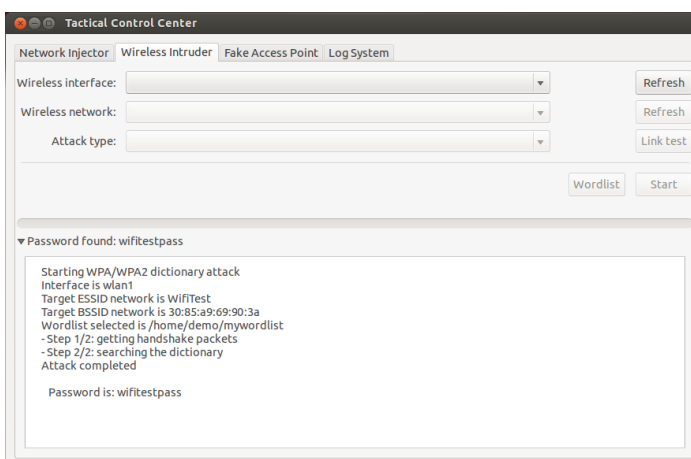 Tactical Control Center
Network Injector Wireless Intruder Fake Access Point Log System
Wireless interface: Refresh
Wireless network: Refresh
Attack type: Link test
Wordlist Start
Password found: wifitestpass
Starting WPA/WPA2 dictionary attack
Interface is wlan1
Target ESSID network is WifiTest
Target BSSID network is 30:85:a9:69:90:3a
Wordlist selected is /home/demo/mywordlist
- Step 1/2: getting handshake packets
- Step 2/2: searching the dictionary
Attack completed
Password is: wifitestpass